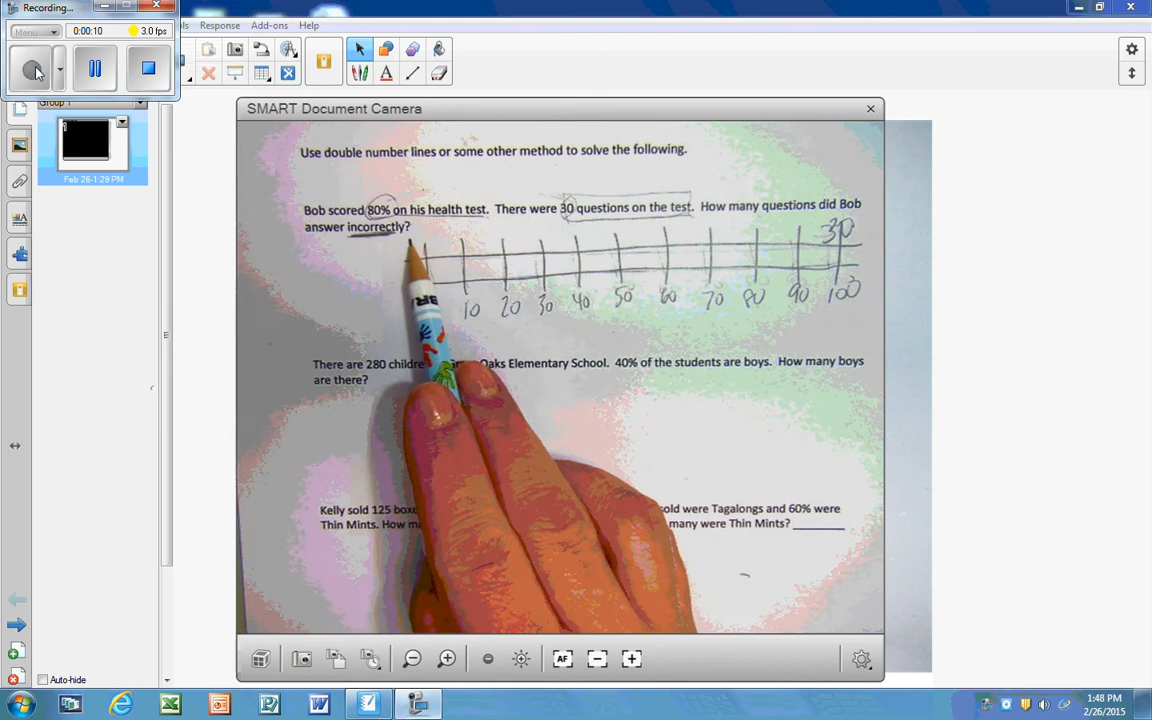 Recording...
Menu
0:00:10
3.0 fps
Response Add-ons Help
Group 1
1
Feb 26-1:29 PM
SMART Document Camera
Use double number lines or some other method to solve the following.
Bob scored 80% on his health test. There were 30 questions on the test. How many questions did Bob
answer incorrectly?
30
10 20 30 40 50 60 70 80 90 100
BR
There are 280 childre Oaks Elementary School. 40% of the students are boys. How many boys
are there?
Kelly sold 125 boxe sold were Tagalongs and 60% were
Thin Mints. How m many were Thin Mints?
AF
Auto-hide
1:48 PM
2/26/2015